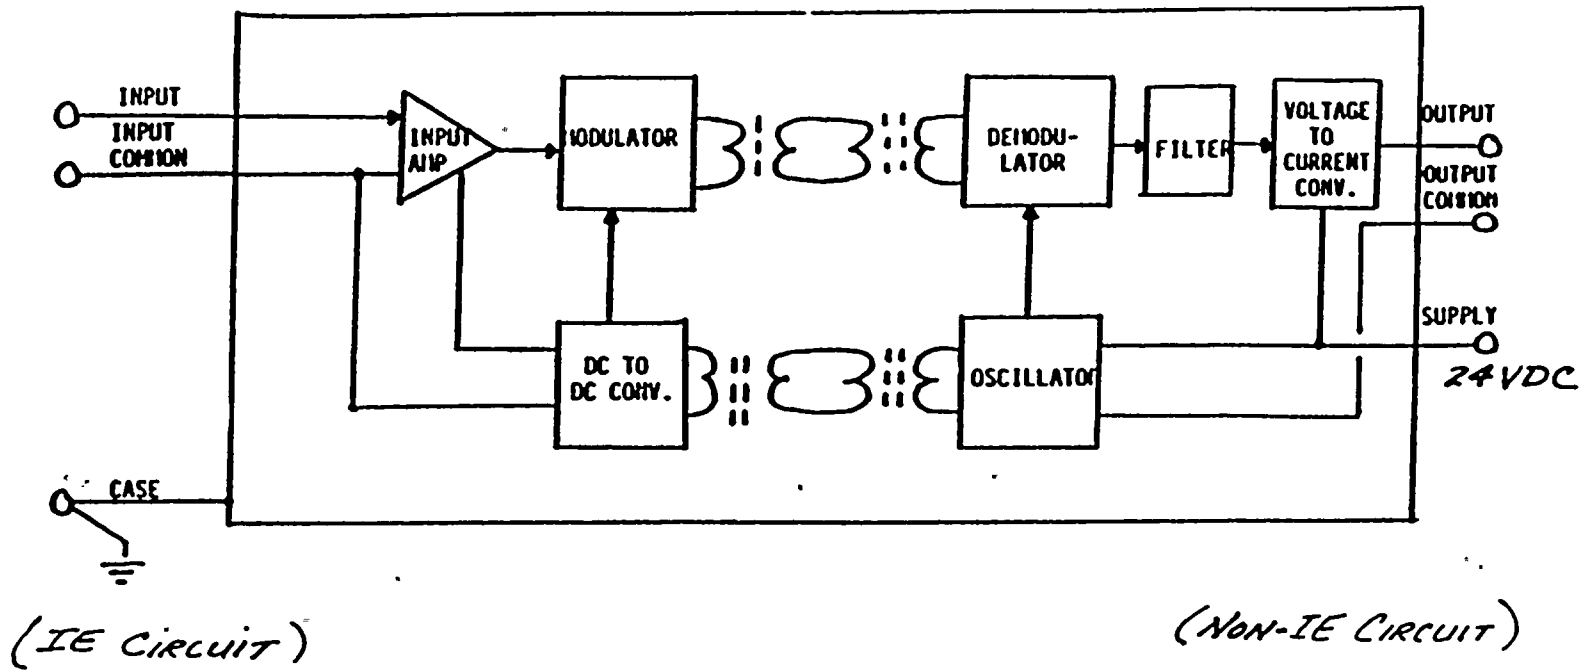 INPUT
INPUT
COMMON
INPUT
AMP
MODULATOR
DEMODU-
LATOR
FILTER
VOLTAGE
TO
CURRENT
CONV.
OUTPUT
OUTPUT
COMMON
DC TO
DC CONV.
OSCILLATOR
SUPPLY
24VDC
CASE
(IE CIRCUIT)
(NON-IE CIRCUIT)